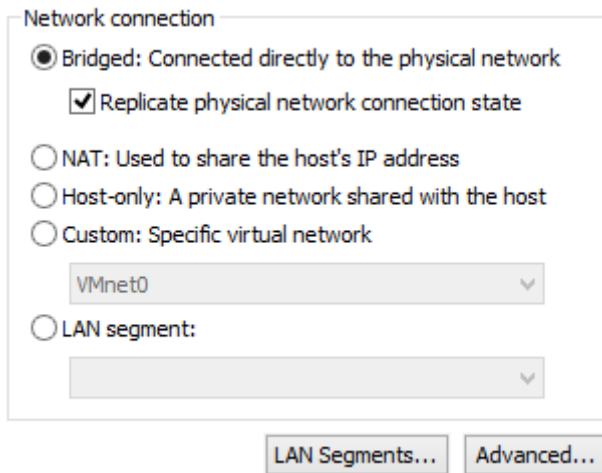 Network connection
Bridged: Connected directly to the physical network
Replicate physical network connection state
NAT: Used to share the host's IP address
Host-only: A private network shared with the host
Custom: Specific virtual network
VMnet0
LAN segment:
LAN Segments... Advanced...